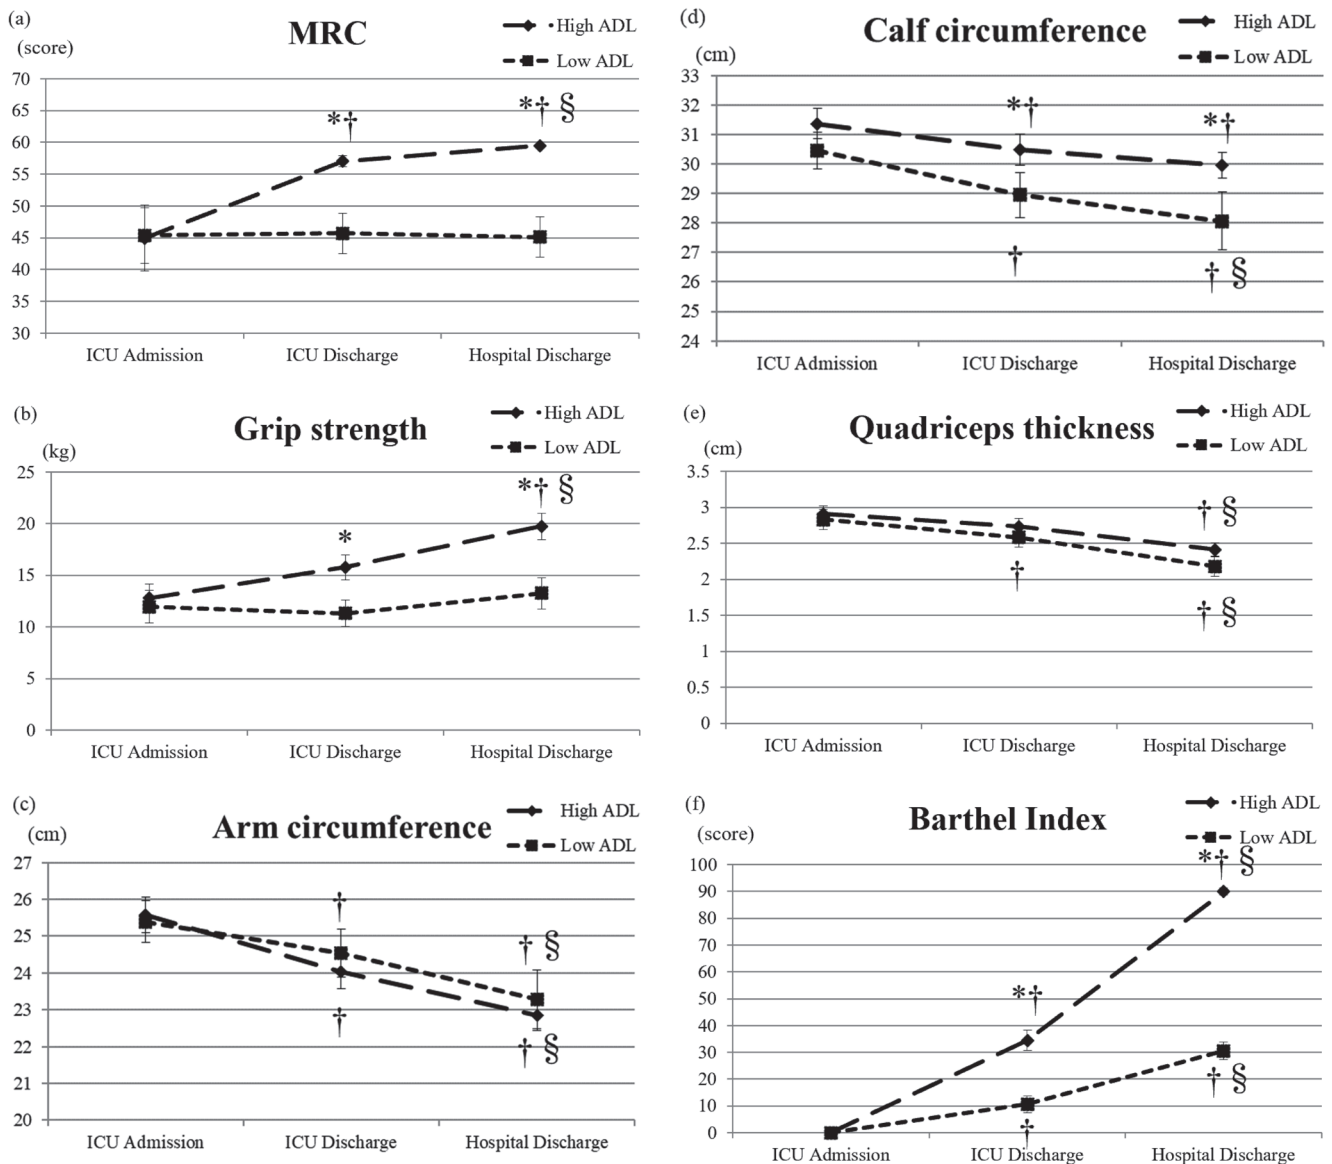 (a)
(score)
MRC
High ADL
Low ADL
70
65
60
55
50
45
40
35
30
*†
*† §
ICU Admission
ICU Discharge
Hospital Discharge
(d)
(cm)
Calf circumference
High ADL
Low ADL
33
32
31
30
29
28
27
26
25
24
*†
*†
†
† §
ICU Admission
ICU Discharge
Hospital Discharge
(b)
(kg)
Grip strength
High ADL
Low ADL
25
20
15
10
5
0
*
*† §
ICU Admission
ICU Discharge
Hospital Discharge
(e)
(cm)
Quadriceps thickness
High ADL
Low ADL
3.5
3
2.5
2
1.5
1
0.5
0
† §
†
† §
ICU Admission
ICU Discharge
Hospital Discharge
(c)
(cm)
Arm circumference
High ADL
Low ADL
27
26
25
24
23
22
21
20
†
† §
†
† §
ICU Admission
ICU Discharge
Hospital Discharge
(f)
(score)
Barthel Index
High ADL
Low ADL
100
90
80
70
60
50
40
30
20
10
0
*† §
*†
† §
†
ICU Admission
ICU Discharge
Hospital Discharge